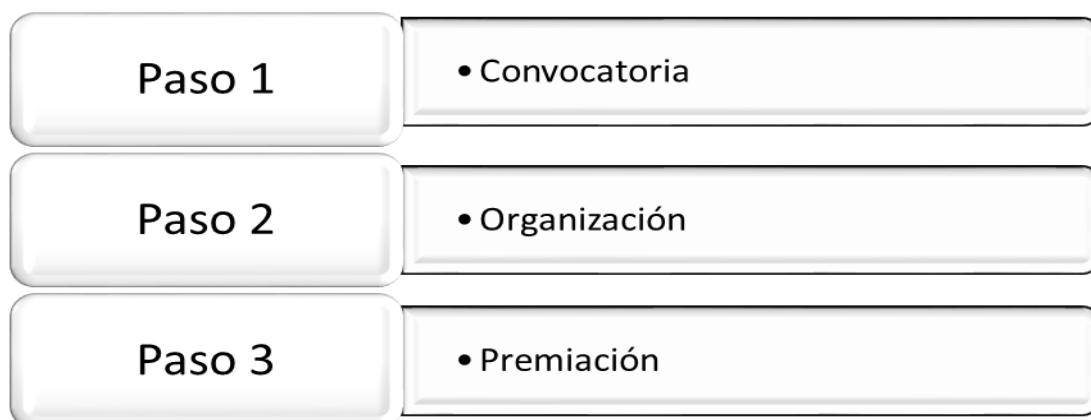 Paso 1
• Convocatoria
Paso 2
• Organización
Paso 3
• Premiación